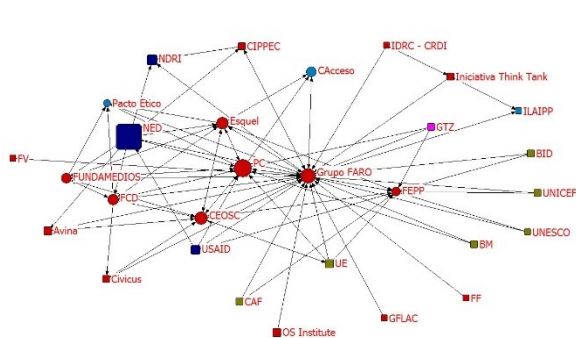 CIPPEC
IDRC - CRDI
NDRI
CAcceso
Iniciativa Think Tank
Pacto Etico
Esquel
ILAIPP
NED
GTZ
FV
PC
BID
Grupo FARO
FUNDAMEDIOS
FEPP
UNICEF
FCD
CEOSC
Avina
UNESCO
USAID
BM
UE
Civicus
CAF
FF
GFLAC
OS Institute